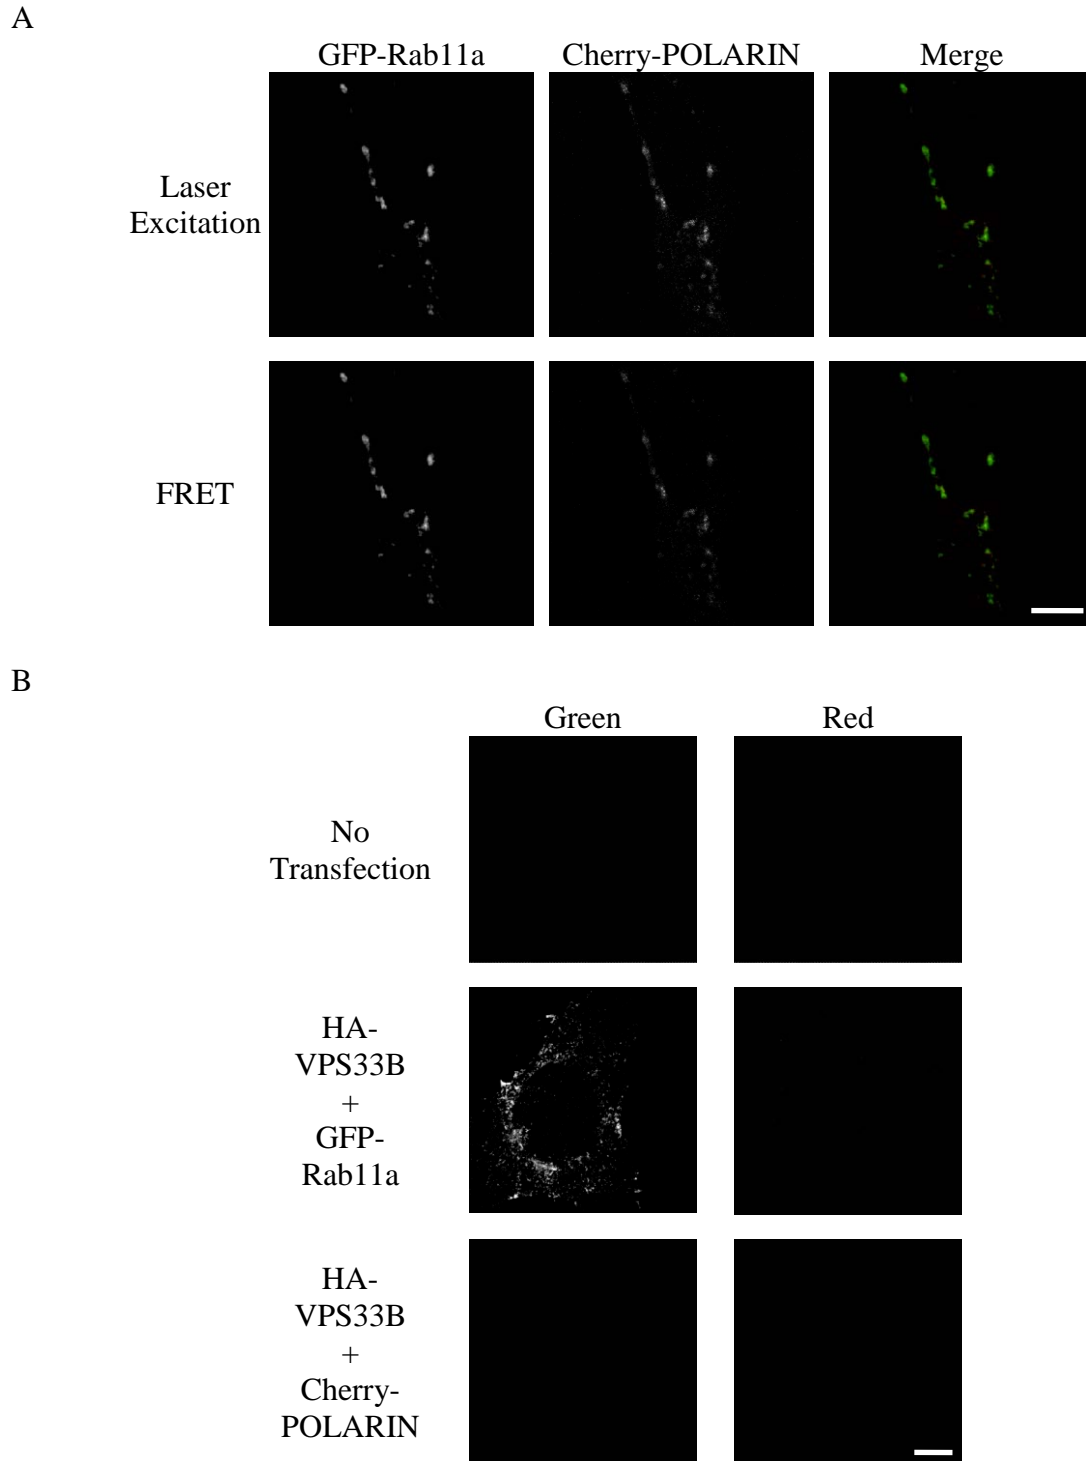 A
GFP-Rab11a Cherry-POLARIN Merge
Laser
Excitation
FRET
B
Green Red
No
Transfection
HA-
VPS33B
+
GFP-
Rab11a
HA-
VPS33B
+
Cherry-
POLARIN